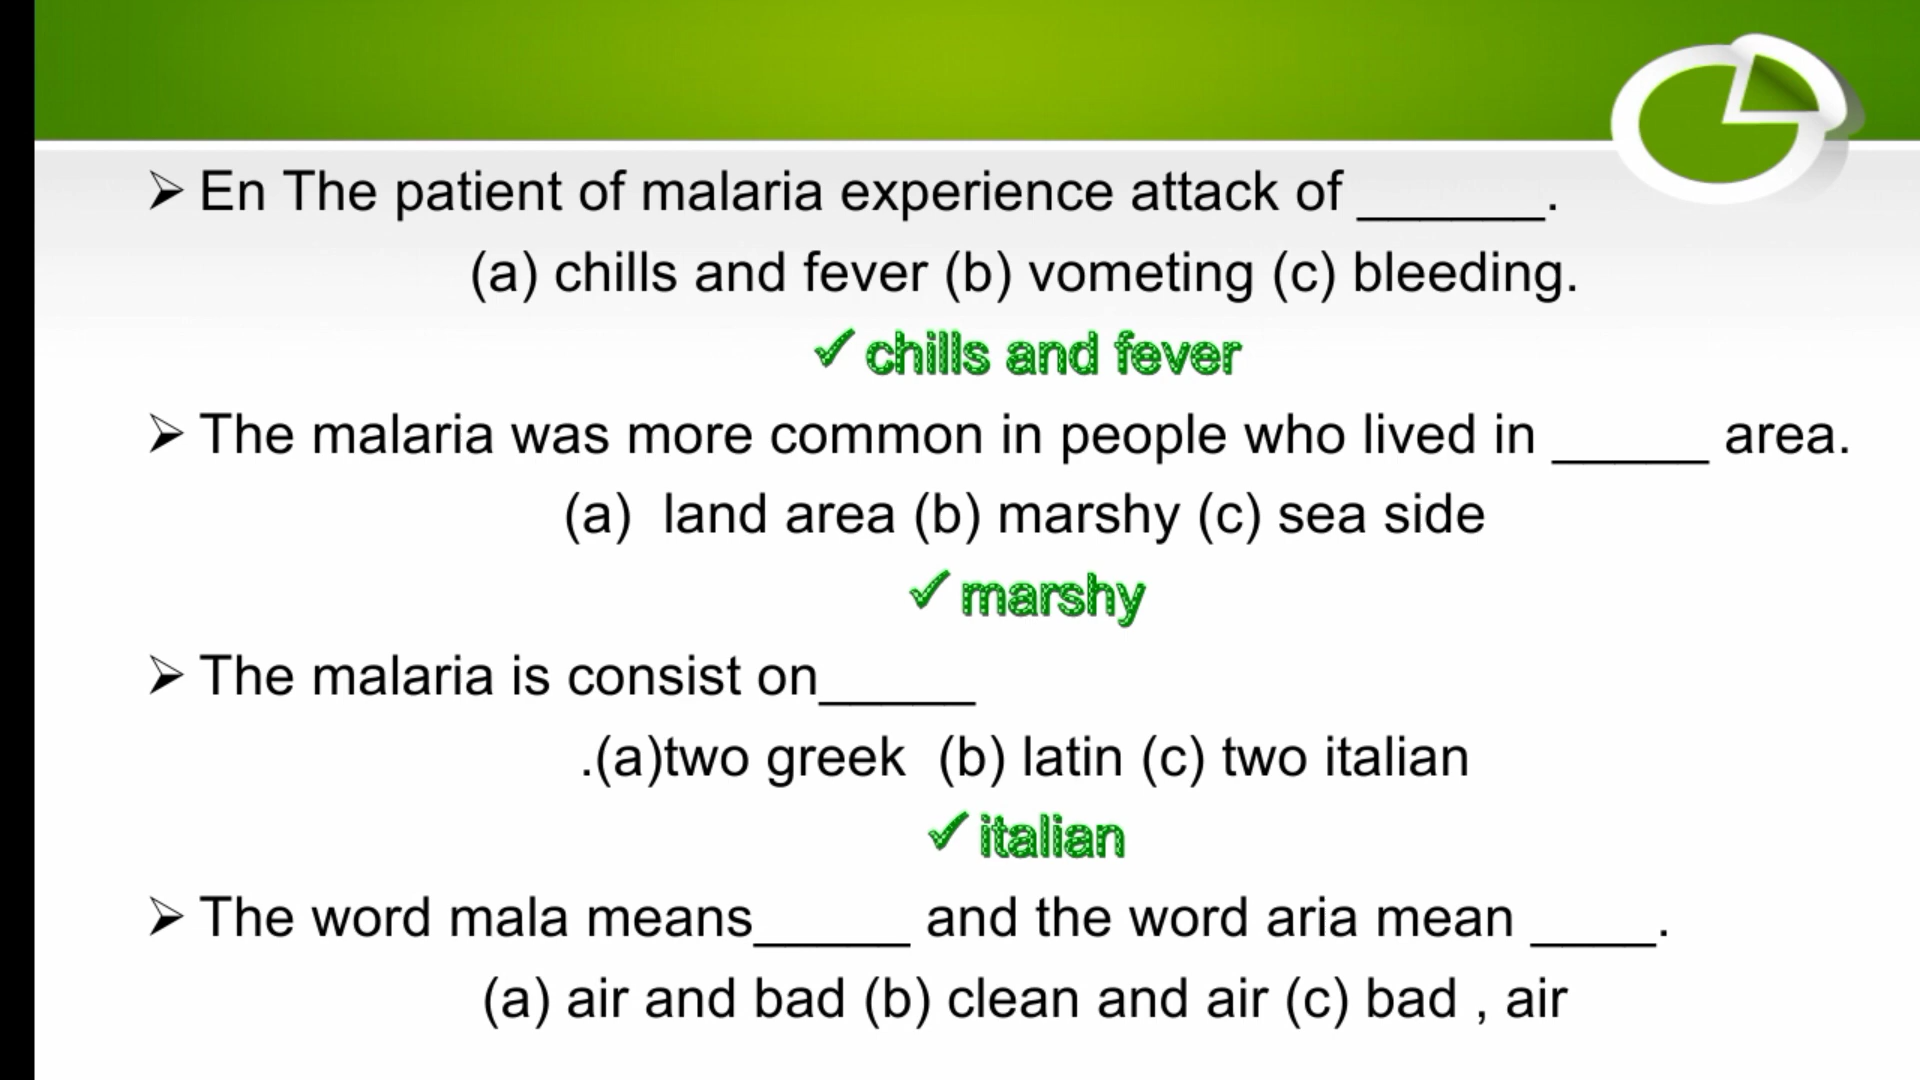 ➢ En The patient of malaria experience attack of ______.
(a) chills and fever (b) vometing (c) bleeding.
✓ chills and fever
➢ The malaria was more common in people who lived in _____ area.
(a) land area (b) marshy (c) sea side
✓ marshy
➢ The malaria is consist on_____
.(a)two greek (b) latin (c) two italian
✓ italian
➢ The word mala means_____ and the word aria mean ____.
(a) air and bad (b) clean and air (c) bad , air